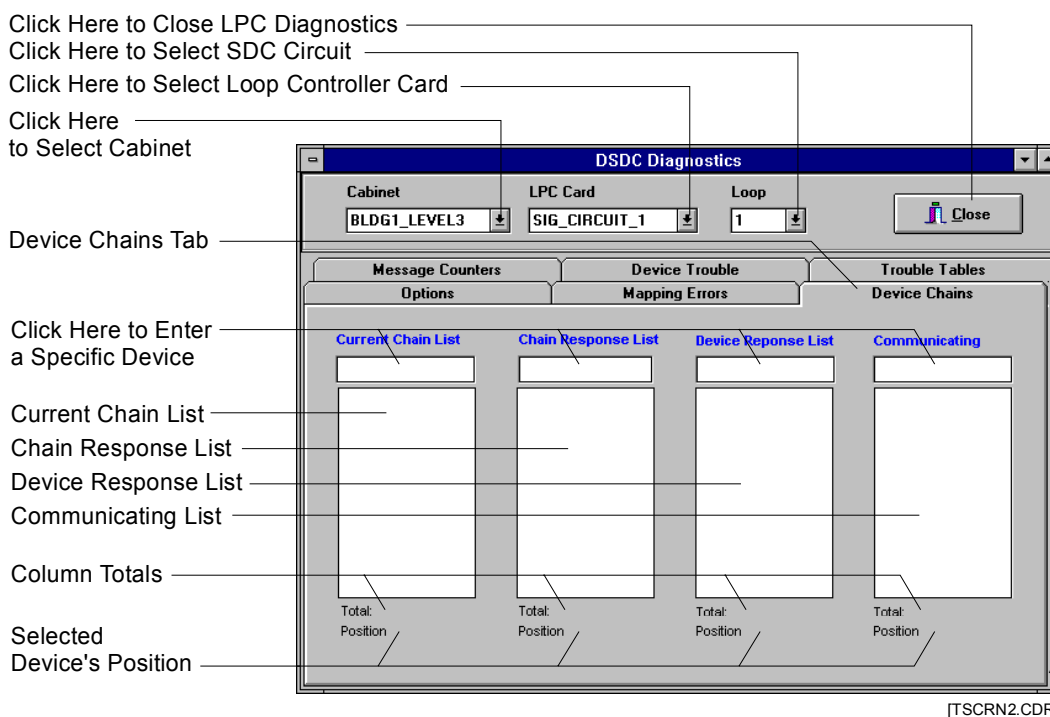 Click Here to Close LPC Diagnostics
Click Here to Select SDC Circuit
Click Here to Select Loop Controller Card
Click Here
to Select Cabinet
DSDC Diagnostics
Cabinet
LPC Card
Loop
BLDG1_LEVEL3
SIG_CIRCUIT_1
1
Close
Device Chains Tab
Message Counters
Device Trouble
Trouble Tables
Options
Mapping Errors
Device Chains
Click Here to Enter
a Specific Device
Current Chain List
Chain Response List
Device Reponse List
Communicating
Current Chain List
Chain Response List
Device Response List
Communicating List
Column Totals
Total:
Total:
Total:
Total:
Position
Position
Position
Position
Selected
Device's Position
[TSCRN2.CDR